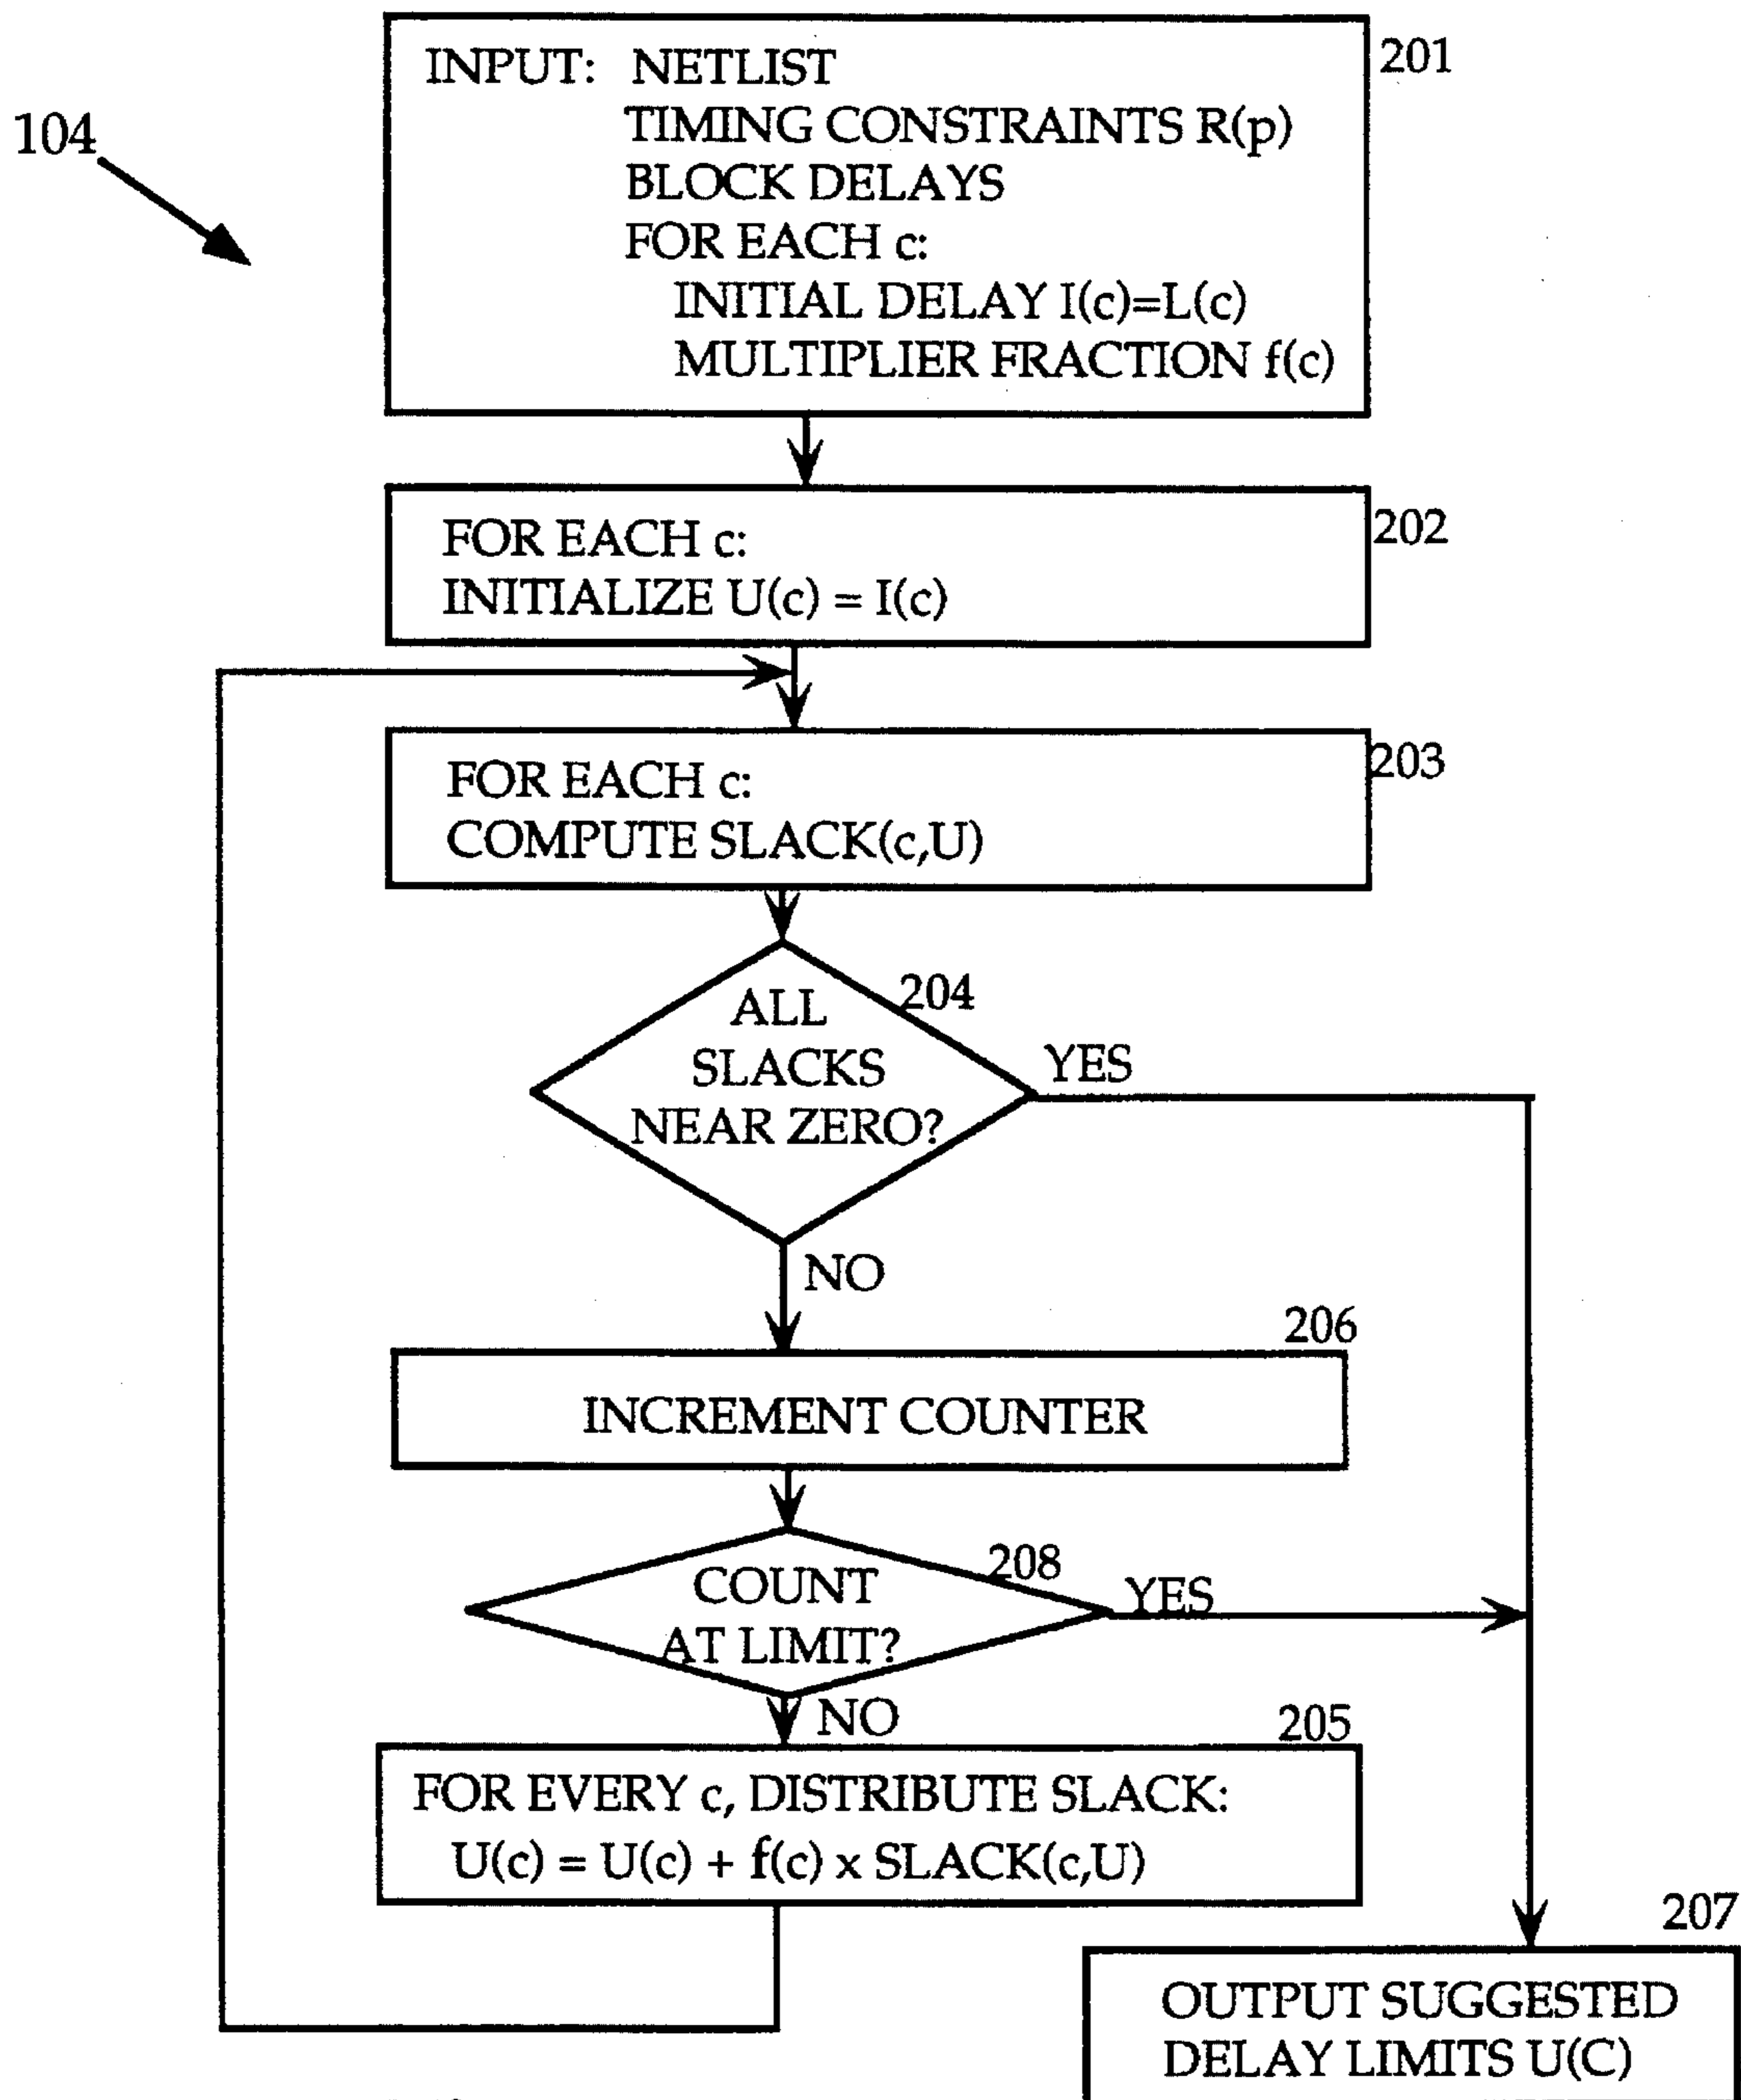 INPUT: NETLIST
201
TIMING CONSTRAINTS R(p)
104
BLOCK DELAYS
FOR EACH c:
INITIAL DELAY I(c)=L(c)
MULTIPLIER FRACTION f(c)
FOR EACH c:
202
INITIALIZE U(c) = I(c)
FOR EACH c:
203
COMPUTE SLACK(c,U)
204
ALL
SLACKS
NEAR ZERO?
YES
NO
206
INCREMENT COUNTER
208
COUNT
AT LIMIT?
YES
NO
205
FOR EVERY c, DISTRIBUTE SLACK:
U(c) = U(c) + f(c) x SLACK(c,U)
207
OUTPUT SUGGESTED
DELAY LIMITS U(C)